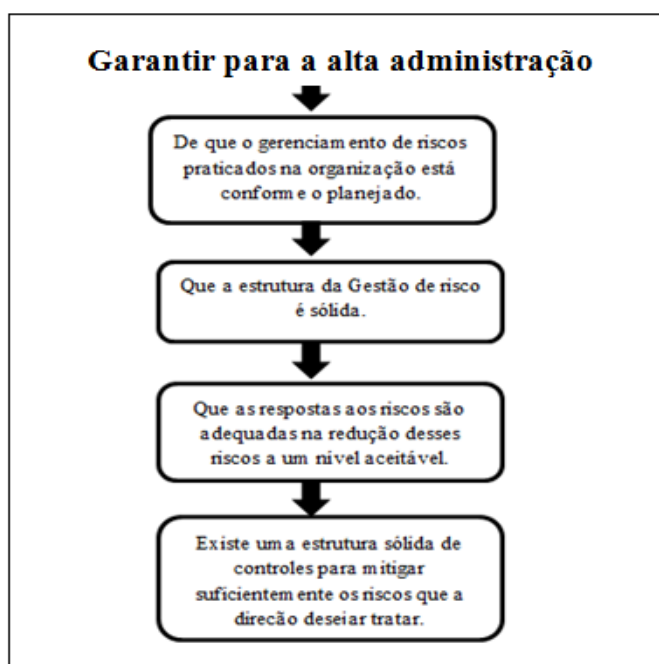 Garantir para a alta administração
De que o gerenciamento de riscos
praticados na organização está
conforme o planejado.
Que a estrutura da Gestão de risco
é sólida.
Que as respostas aos riscos são
adequadas na redução desses
riscos a um nível aceitável.
Existe uma estrutura sólida de
controles para mitigar
suficientemente os riscos que a
direção desejar tratar.